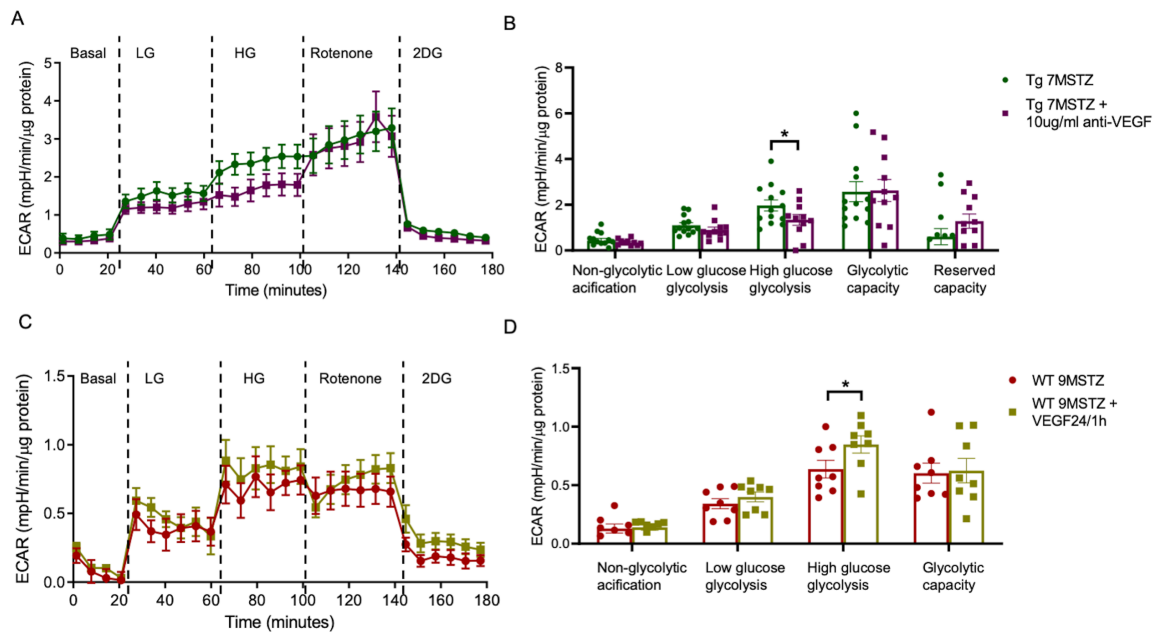 A
Basal LG HG Rotenone 2DG
ECAR (mpH/min/µg protein)
5
4
3
2
1
0
0 20 40 60 80 100 120 140 160 180
Time (minutes)
B
ECAR (mpH/min/µg protein)
8
6
4
2
0
*
Non-glycolytic
acification
Low glucose
glycolysis
High glucose
glycolysis
Glycolytic
capacity
Reserved
capacity
Tg 7MSTZ
Tg 7MSTZ +
10ug/ml anti-VEGF
C
Basal LG HG Rotenone 2DG
ECAR (mpH/min/µg protein)
1.5
1.0
0.5
0.0
0 20 40 60 80 100 120 140 160 180
Time (minutes)
D
ECAR (mpH/min/µg protein)
1.5
1.0
0.5
0.0
*
Non-glycolytic
acification
Low glucose
glycolysis
High glucose
glycolysis
Glycolytic
capacity
WT 9MSTZ
WT 9MSTZ +
VEGF24/1h